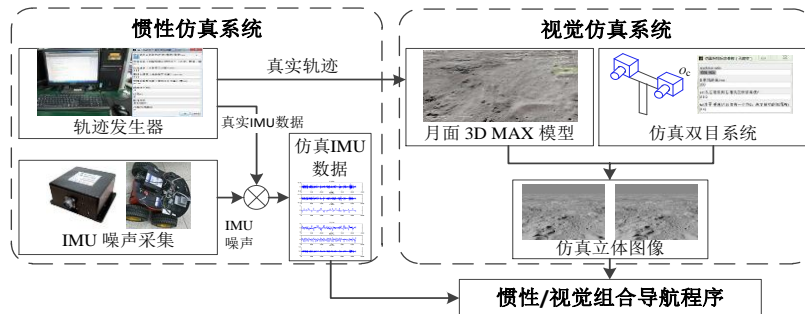 惯性仿真系统
视觉仿真系统
轨迹发生器
真实轨迹
真实IMU数据
仿真IMU
数据
IMU 噪声采集
IMU
噪声
月面 3D MAX 模型
Oc
仿真双目系统
仿真立体图像
惯性/视觉组合导航程序